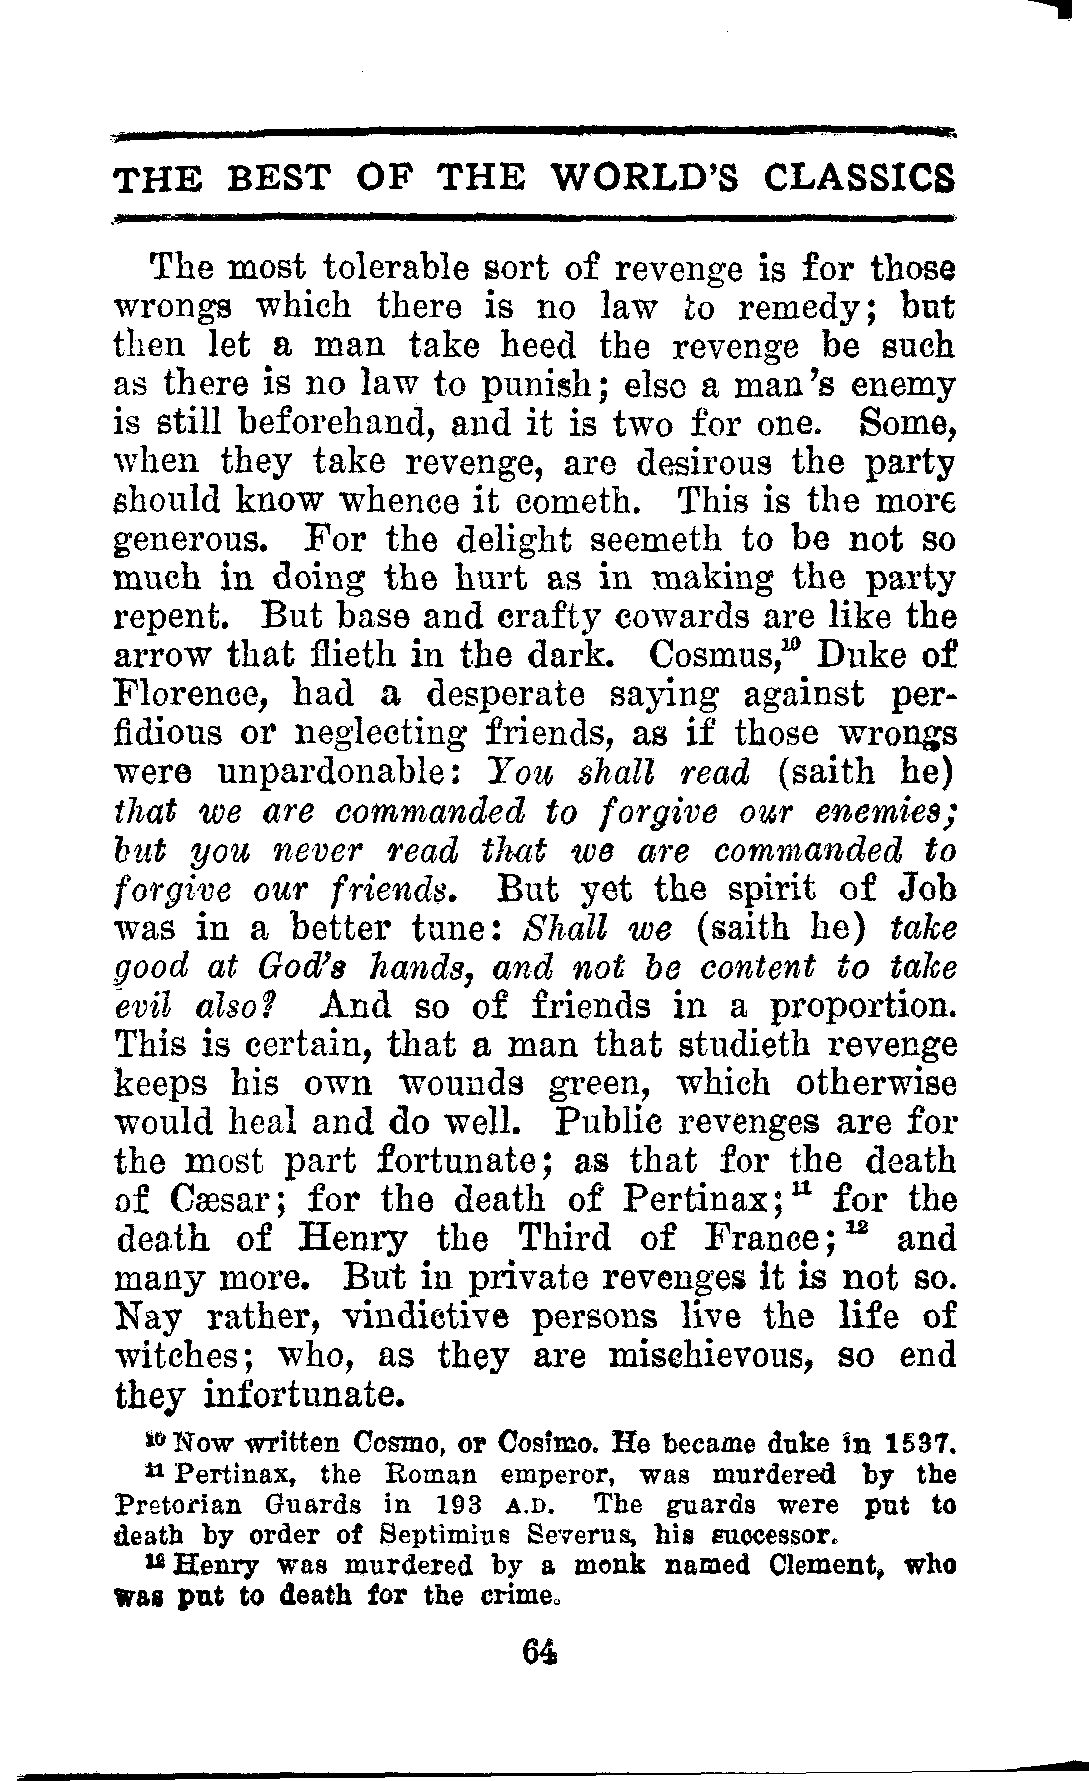 THE BEST OF THE WORLD'S CLASSICS
The most tolerable sort of revenge is for those
wrongs which there is no law to remedy; but
then let a man take heed the revenge be such
as there is no law to punish; else a man's enemy
is still beforehand, and it is two for one. Some,
when they take revenge, are desirous the party
should know whence it cometh. This is the more
generous. For the delight seemeth to be not so
much in doing the hurt as in making the party
repent. But base and crafty cowards are like the
arrow that flieth in the dark. Cosmus,¹⁰ Duke of
Florence, had a desperate saying against per-
fidious or neglecting friends, as if those wrongs
were unpardonable: You shall read (saith he)
that we are commanded to forgive our enemies;
but you never read that we are commanded to
forgive our friends. But yet the spirit of Job
was in a better tune: Shall we (saith he) take
good at God's hands, and not be content to take
evil also? And so of friends in a proportion.
This is certain, that a man that studieth revenge
keeps his own wounds green, which otherwise
would heal and do well. Public revenges are for
the most part fortunate; as that for the death
of Cæsar; for the death of Pertinax;¹¹ for the
death of Henry the Third of France;¹² and
many more. But in private revenges it is not so.
Nay rather, vindictive persons live the life of
witches; who, as they are mischievous, so end
they infortunate.
¹⁰ Now written Cosmo, or Cosimo. He became duke in 1537.
¹¹ Pertinax, the Roman emperor, was murdered by the
Pretorian Guards in 193 A.D. The guards were put to
death by order of Septimius Severus, his successor.
¹² Henry was murdered by a monk named Clement, who
was put to death for the crime.
64